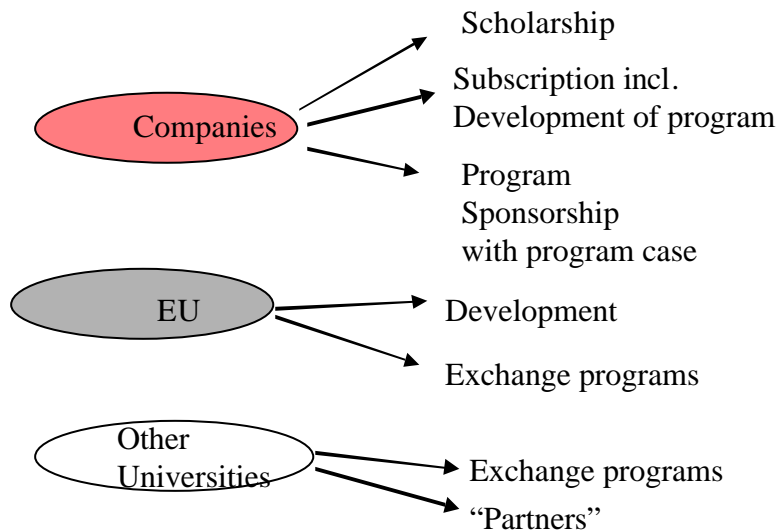 Scholarship
Subscription incl.
Development of program
Companies
Program
Sponsorship
with program case
EU
Development
Exchange programs
Other
Universities
Exchange programs
“Partners”